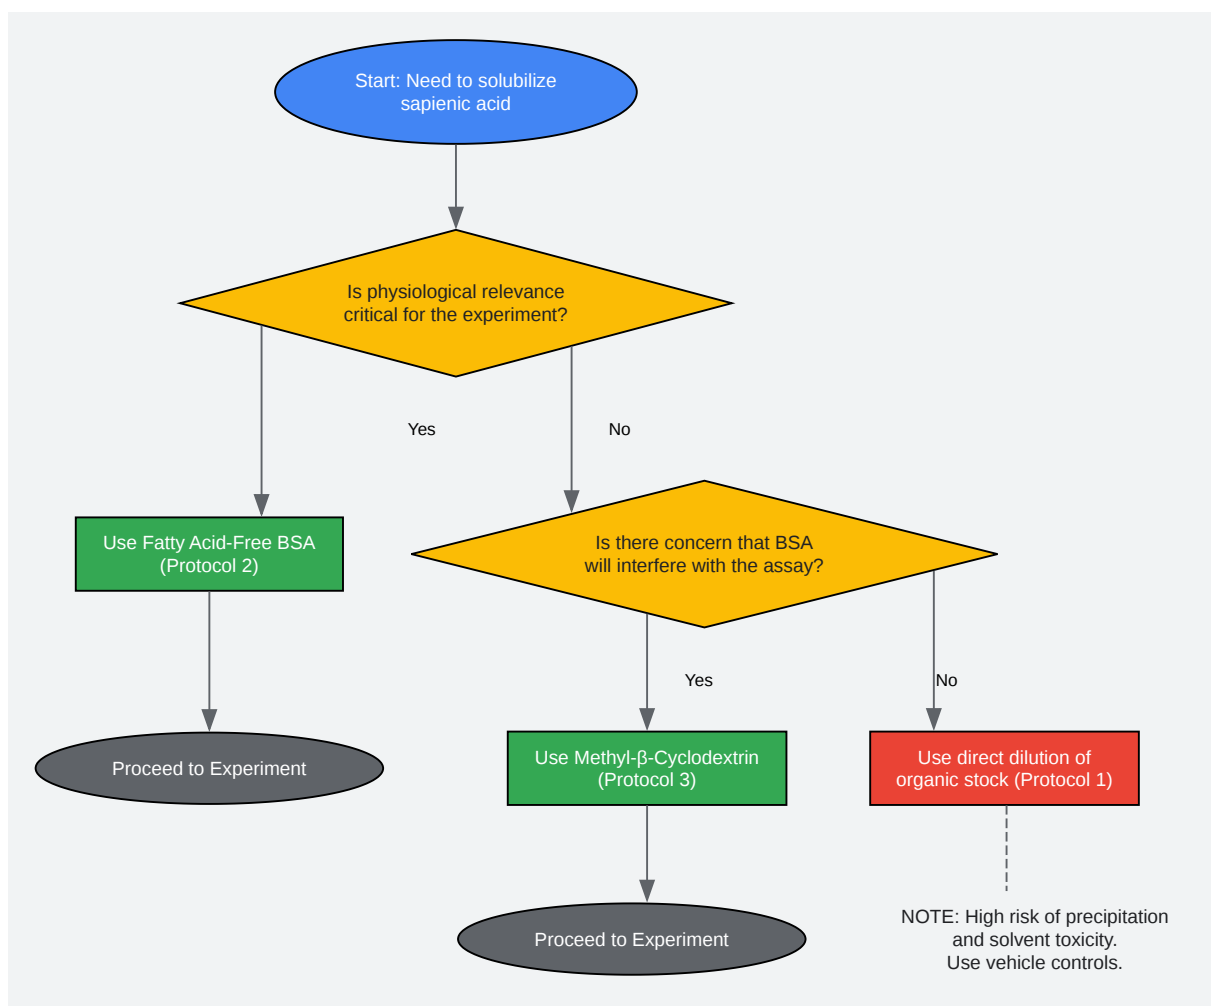 Start: Need to solubilize
sapienic acid
Is physiological relevance
critical for the experiment?
Yes
No
Use Fatty Acid-Free BSA
(Protocol 2)
Is there concern that BSA
will interfere with the assay?
Yes
No
Proceed to Experiment
Use Methyl-β-Cyclodextrin
(Protocol 3)
Use direct dilution of
organic stock (Protocol 1)
Proceed to Experiment
NOTE: High risk of precipitation
and solvent toxicity.
Use vehicle controls.